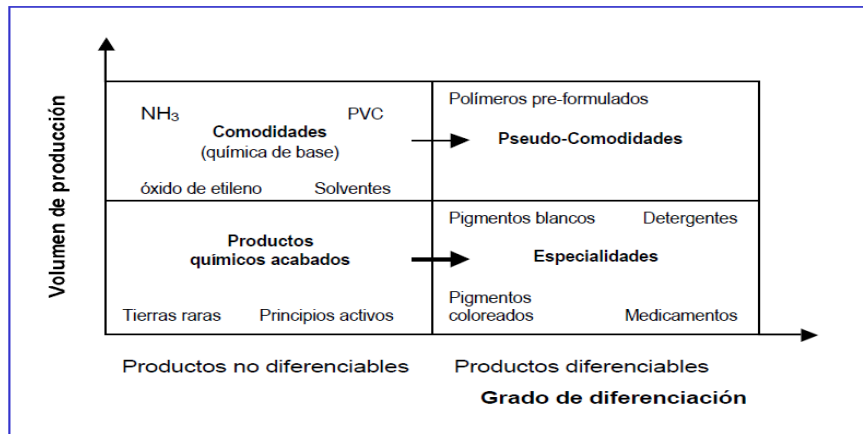 Volumen de producción
NH₃ PVC
Comodidades
(química de base)
óxido de etileno Solventes
Polímeros pre-formulados
Pseudo-Comodidades
Productos
químicos acabados
Tierras raras Principios activos
Pigmentos blancos Detergentes
Especialidades
Pigmentos
coloreados Medicamentos
Productos no diferenciables Productos diferenciables
Grado de diferenciación